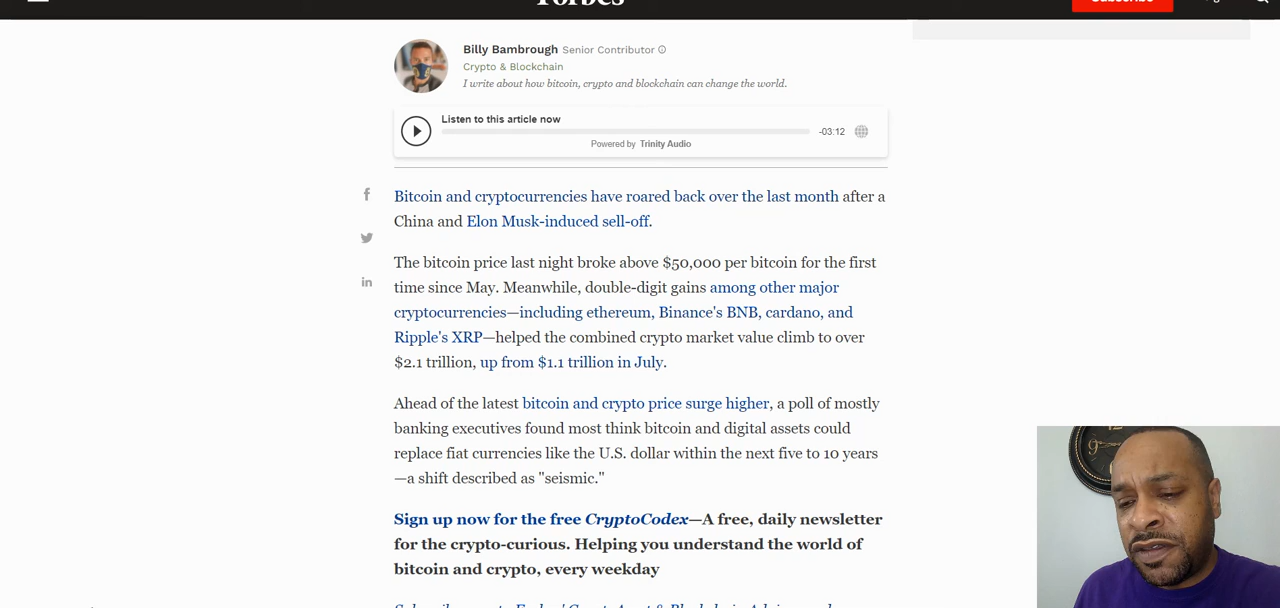 Forbes
Subscribe
Billy Bambrough Senior Contributor
Crypto & Blockchain
I write about how bitcoin, crypto and blockchain can change the world.
Listen to this article now
-03:12
Powered by Trinity Audio
Bitcoin and cryptocurrencies have roared back over the last month after a
China and Elon Musk-induced sell-off.
The bitcoin price last night broke above $50,000 per bitcoin for the first
time since May. Meanwhile, double-digit gains among other major
cryptocurrencies—including ethereum, Binance's BNB, cardano, and
Ripple's XRP—helped the combined crypto market value climb to over
$2.1 trillion, up from $1.1 trillion in July.
Ahead of the latest bitcoin and crypto price surge higher, a poll of mostly
banking executives found most think bitcoin and digital assets could
replace fiat currencies like the U.S. dollar within the next five to 10 years
—a shift described as "seismic."
Sign up now for the free CryptoCodex—A free, daily newsletter
for the crypto-curious. Helping you understand the world of
bitcoin and crypto, every weekday